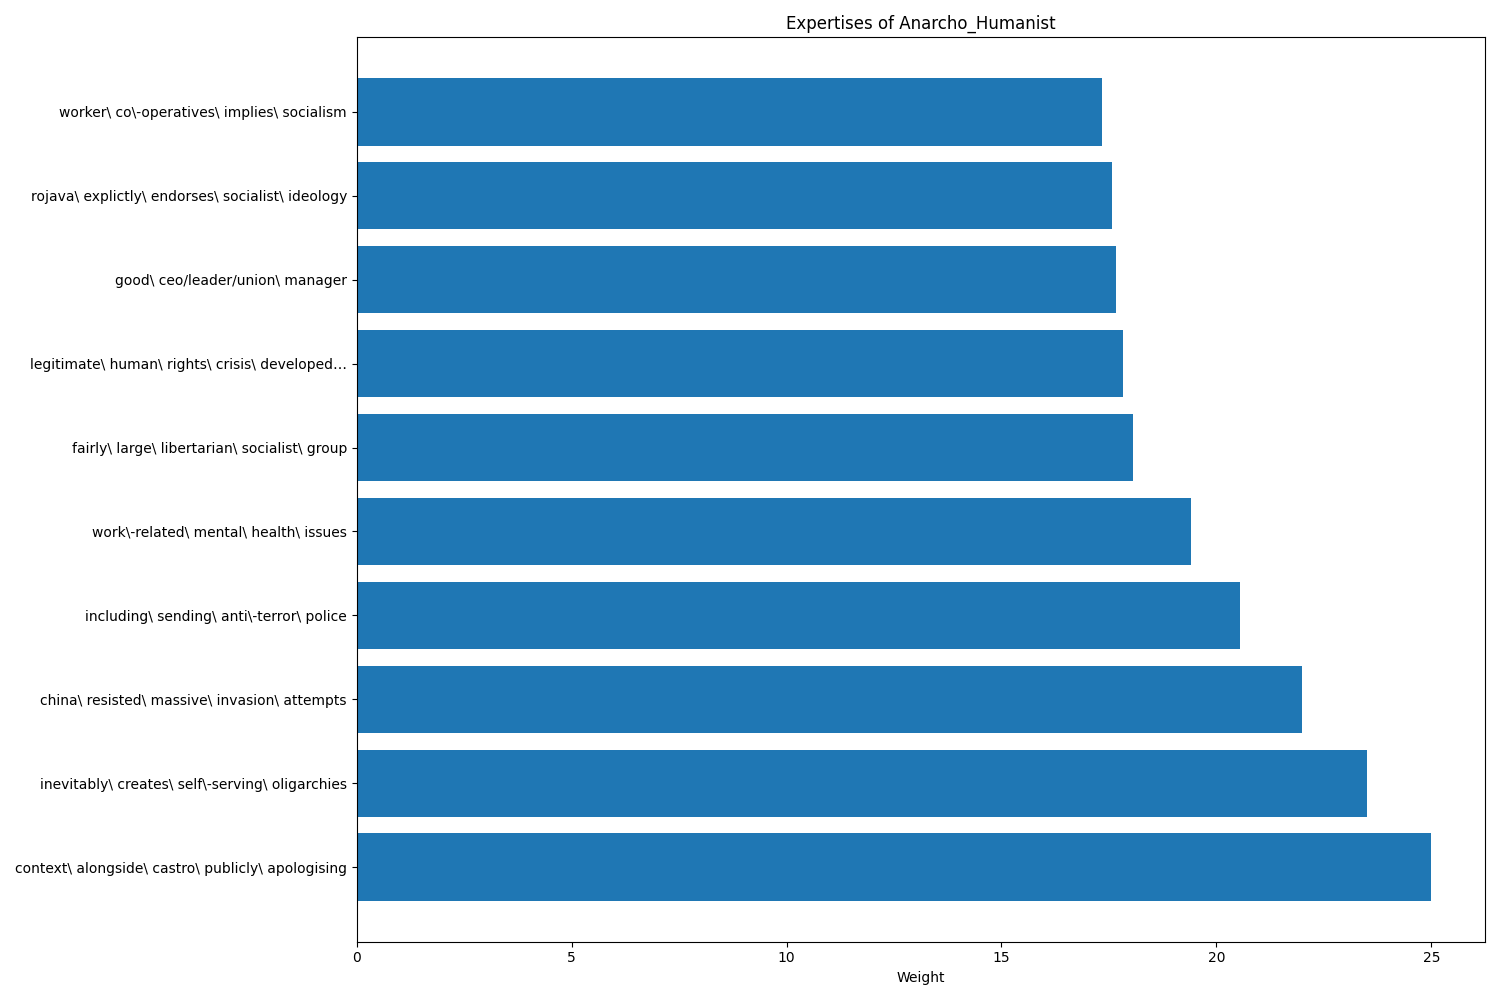 Expertises of Anarcho_Humanist
worker\ co\-operatives\ implies\ socialism
rojava\ explictly\ endorses\ socialist\ ideology
good\ ceo/leader/union\ manager
legitimate\ human\ rights\ crisis\ developed…
fairly\ large\ libertarian\ socialist\ group
work\-related\ mental\ health\ issues
including\ sending\ anti\-terror\ police
china\ resisted\ massive\ invasion\ attempts
inevitably\ creates\ self\-serving\ oligarchies
context\ alongside\ castro\ publicly\ apologising
0 5 10 15 20 25
Weight